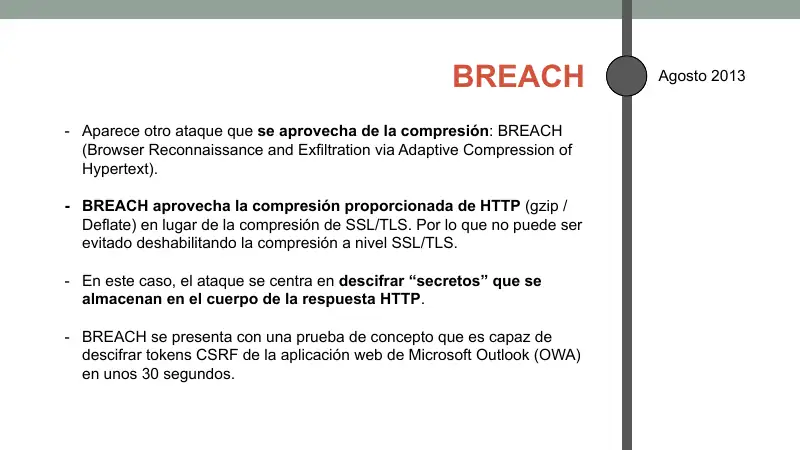 BREACH
Agosto 2013
- Aparece otro ataque que se aprovecha de la compresión: BREACH
(Browser Reconnaissance and Exfiltration via Adaptive Compression of
Hypertext).
- BREACH aprovecha la compresión proporcionada de HTTP (gzip /
Deflate) en lugar de la compresión de SSL/TLS. Por lo que no puede ser
evitado deshabilitando la compresión a nivel SSL/TLS.
- En este caso, el ataque se centra en descifrar “secretos” que se
almacenan en el cuerpo de la respuesta HTTP.
- BREACH se presenta con una prueba de concepto que es capaz de
descifrar tokens CSRF de la aplicación web de Microsoft Outlook (OWA)
en unos 30 segundos.